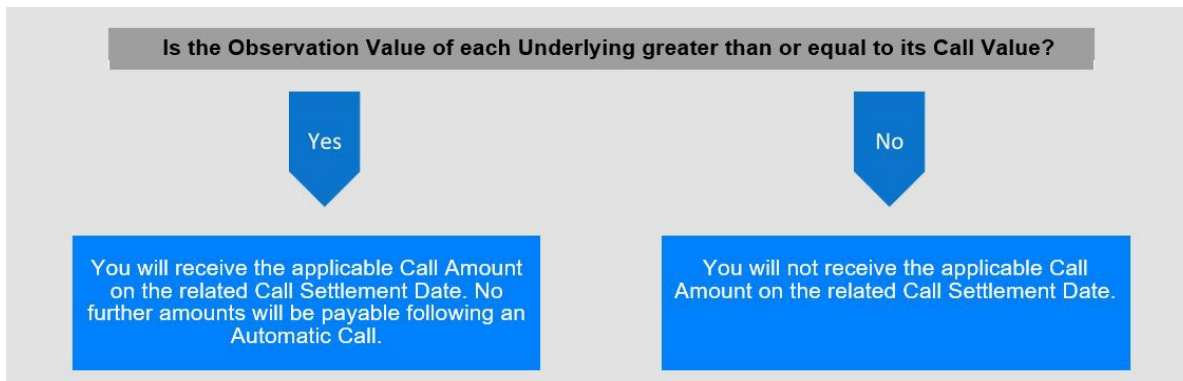 Is the Observation Value of each Underlying greater than or equal to its Call Value?
Yes
No
You will receive the applicable Call Amount
on the related Call Settlement Date. No
further amounts will be payable following an
Automatic Call.
You will not receive the applicable Call
Amount on the related Call Settlement Date.